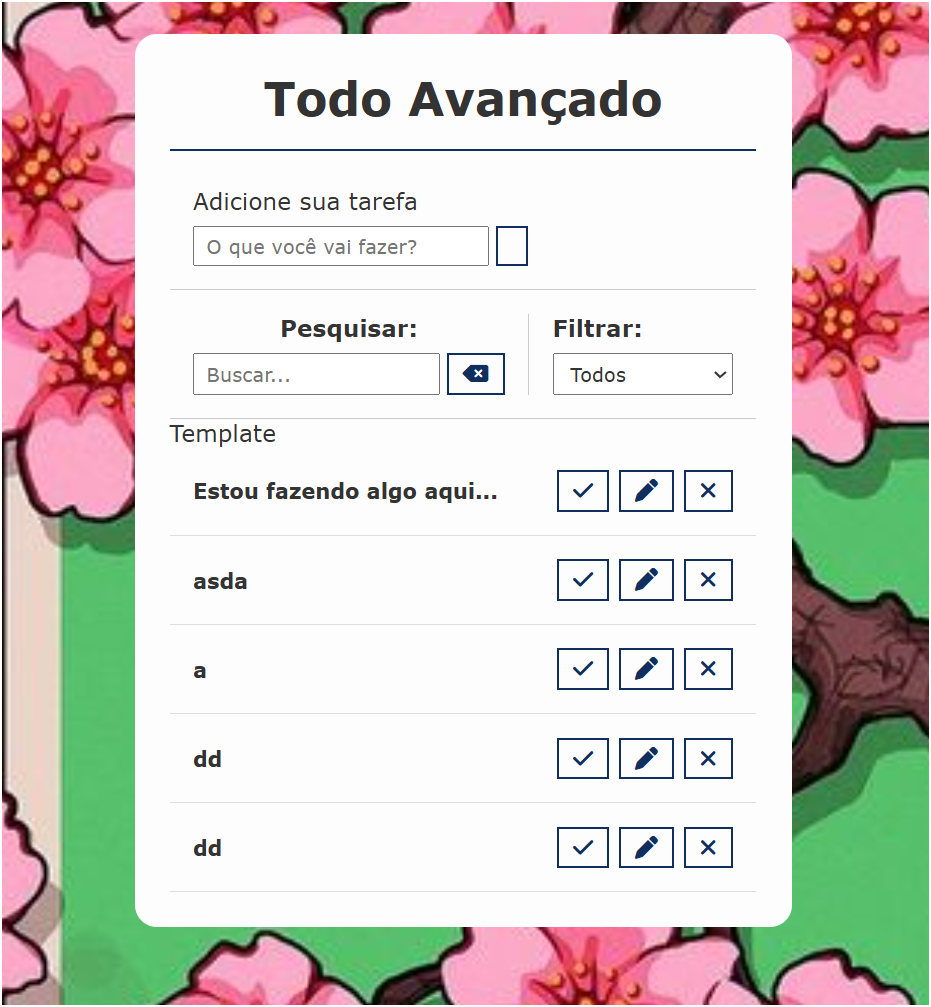 Todo Avançado
Adicione sua tarefa
O que você vai fazer?
Pesquisar:
Filtrar:
Buscar...
Todos
Template
Estou fazendo algo aqui...
asda
a
dd
dd